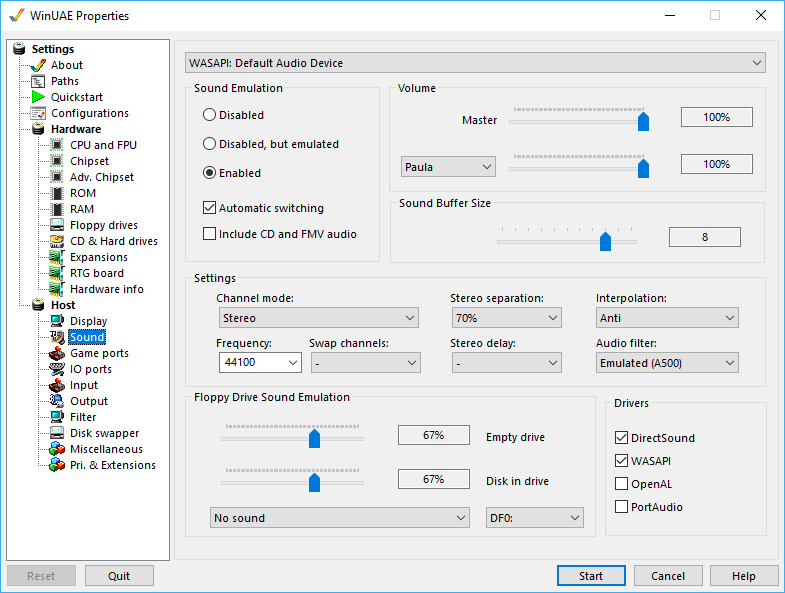 WinUAE Properties
Settings
About
Paths
Quickstart
Configurations
Hardware
CPU and FPU
Chipset
Adv. Chipset
ROM
RAM
Floppy drives
CD & Hard drives
Expansions
RTG board
Hardware info
Host
Display
Sound
Game ports
IO ports
Input
Output
Filter
Disk swapper
Miscellaneous
Pri. & Extensions
WASAPI: Default Audio Device
Sound Emulation
Disabled
Disabled, but emulated
Enabled
Automatic switching
Include CD and FMV audio
Volume
Master 100%
Paula 100%
Sound Buffer Size
8
Settings
Channel mode: Stereo separation: Interpolation:
Stereo 70% Anti
Frequency: Swap channels: Stereo delay: Audio filter:
44100 - - Emulated (A500)
Floppy Drive Sound Emulation
67% Empty drive
67% Disk in drive
No sound DF0:
Drivers
DirectSound
WASAPI
OpenAL
PortAudio
Reset Quit Start Cancel Help